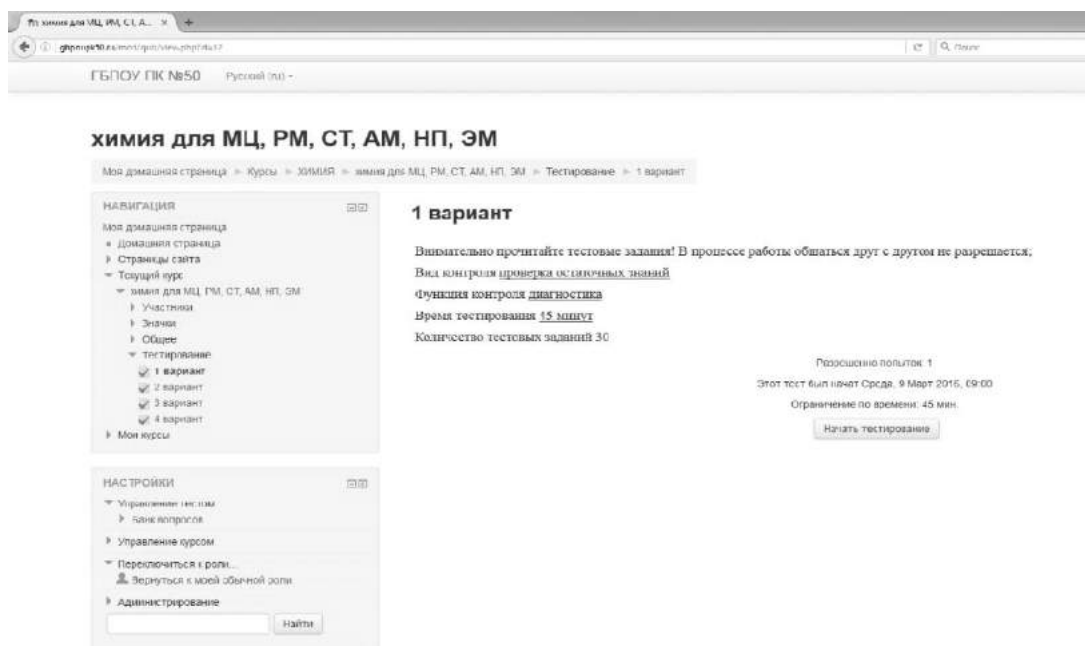 химия для МЦ, РМ, СТ, А...
ГБПОУ ПК №50 Русский (ru)
химия для МЦ, РМ, СТ, АМ, НП, ЭМ
Моя домашняя страница Курсы ХИМИЯ химия для МЦ, РМ, СТ, АМ, НП, ЭМ Тестирование 1 вариант
НАВИГАЦИЯ
Моя домашняя страница
Домашняя страница
Страницы сайта
Текущий курс
химия для МЦ, РМ, СТ, АМ, НП, ЭМ
Участники
Значки
Общее
Тестирование
1 вариант
2 вариант
3 вариант
4 вариант
Мои курсы
НАСТРОЙКИ
Управление тестом
Банк вопросов
Управление курсом
Переключиться к роли...
Вернуться к моей обычной роли
Администрирование
Найти
1 вариант
Внимательно прочитайте тестовые задания! В процессе работы общаться друг с другом не разрешается;
Вид контроля проверка остаточных знаний
Функция контроля диагностика
Время тестирования 45 минут
Количество тестовых заданий 30
Разрешено попыток: 1
Этот тест был начат Среда, 9 Март 2016, 09:00
Ограничение по времени: 45 мин.
Начать тестирование